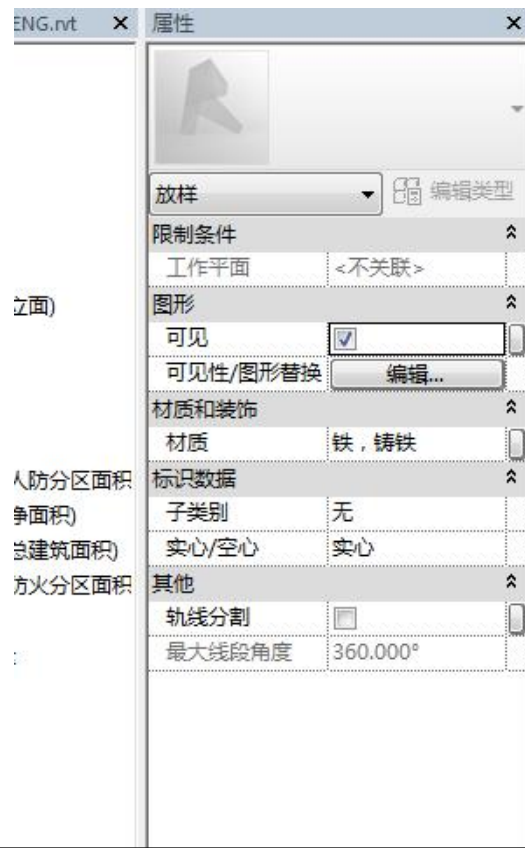 ENG.rvt
属性
放样
编辑类型
限制条件
工作平面 <不关联>
立面)
图形
可见
可见性/图形替换 编辑...
材质和装饰
材质 铁,铸铁
人防分区面积
标识数据
净面积)
子类别 无
总建筑面积)
实心/空心 实心
防火分区面积
其他
轨线分割
最大线段角度 360.000°